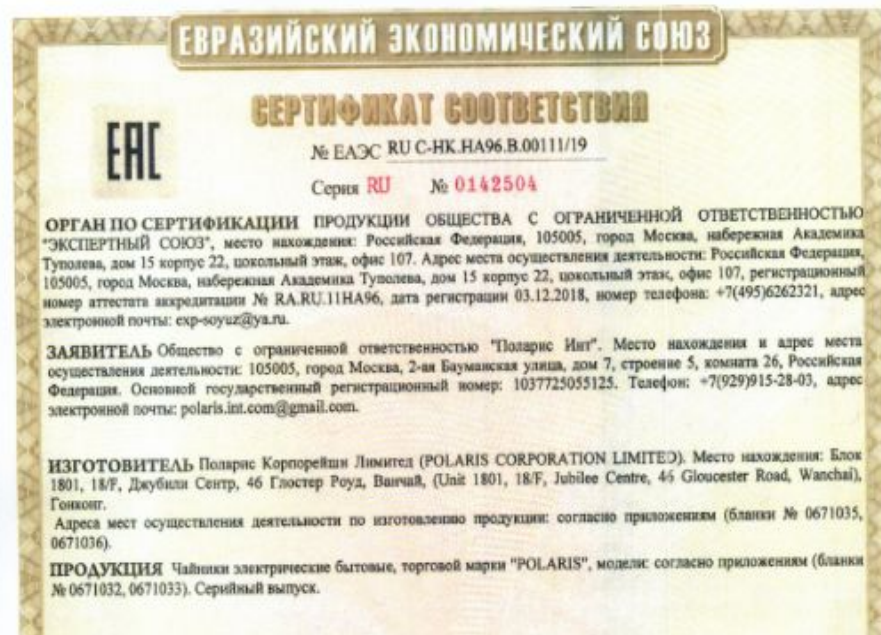 ЕВРАЗИЙСКИЙ ЭКОНОМИЧЕСКИЙ СОЮЗ
СЕРТИФИКАТ СООТВЕТСТВИЯ
ЕАС
№ ЕАЭС RU C-HK.HA96.B.00111/19
Серия RU № 0142504
ОРГАН ПО СЕРТИФИКАЦИИ ПРОДУКЦИИ ОБЩЕСТВА С ОГРАНИЧЕННОЙ ОТВЕТСТВЕННОСТЬЮ
"ЭКСПЕРТНЫЙ СОЮЗ", место нахождения: Российская Федерация, 105005, город Москва, набережная Академика
Туполева, дом 15 корпус 22, цокольный этаж, офис 107. Адрес места осуществления деятельности: Российская Федерация,
105005, город Москва, набережная Академика Туполева, дом 15 корпус 22, цокольный этаж, офис 107, регистрационный
номер аттестата аккредитации № RA.RU.11НА96, дата регистрации 03.12.2018, номер телефона: +7(495)6262321, адрес
электронной почты: exp-soyuz@ya.ru.
ЗАЯВИТЕЛЬ Общество с ограниченной ответственностью "Поларис Инт". Место нахождения и адрес места
осуществления деятельности: 105005, город Москва, 2-ая Бауманская улица, дом 7, строение 5, комната 26, Российская
Федерация. Основной государственный регистрационный номер: 1037725055125. Телефон: +7(929)915-28-03, адрес
электронной почты: polaris.int.com@gmail.com.
ИЗГОТОВИТЕЛЬ Поларис Корпорейшн Лимитед (POLARIS CORPORATION LIMITED). Место нахождения: Блок
1801, 18/F, Джубили Сентр, 46 Глостер Роуд, Ванчай, (Unit 1801, 18/F, Jubilee Centre, 46 Gloucester Road, Wanchai),
Гонконг.
Адреса мест осуществления деятельности по изготовлению продукции: согласно приложениям (бланки № 0671035,
0671036).
ПРОДУКЦИЯ Чайники электрические бытовые, торговой марки "POLARIS", модели: согласно приложениям (бланки
№ 0671032, 0671033). Серийный выпуск.